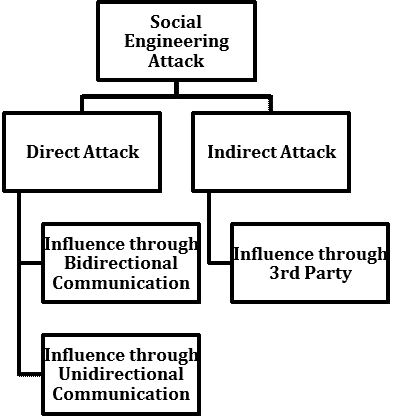 Social
Engineering
Attack
Direct Attack
Indirect Attack
Influence through
Bidirectional
Communication
Influence through
3rd Party
Influence through
Unidirectional
Communication